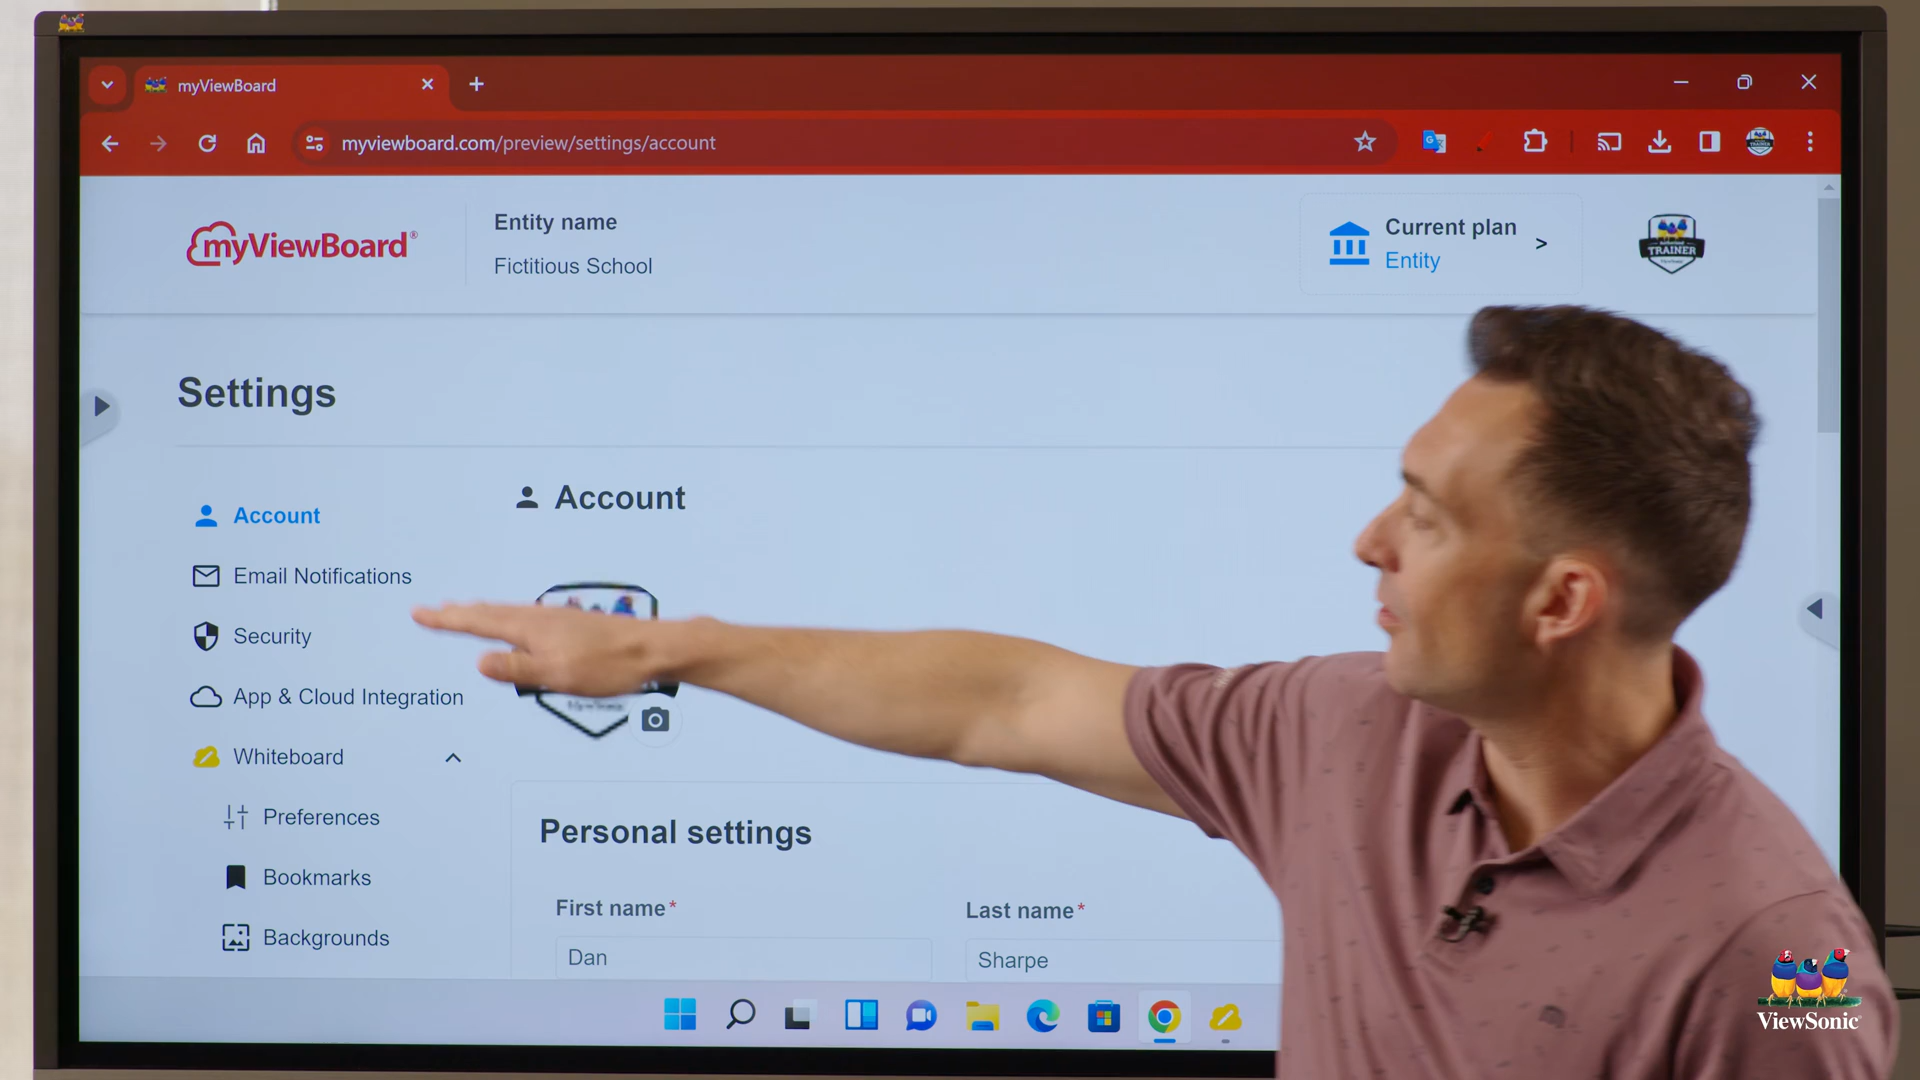 myViewBoard
myviewboard.com/preview/settings/account
myViewBoard®
Entity name
Fictitious School
Current plan
Entity
>
TRAINER
Settings
Account
Email Notifications
Security
App & Cloud Integration
Whiteboard
Preferences
Bookmarks
Backgrounds
Account
Personal settings
First name*
Dan
Last name*
Sharpe
ViewSonic